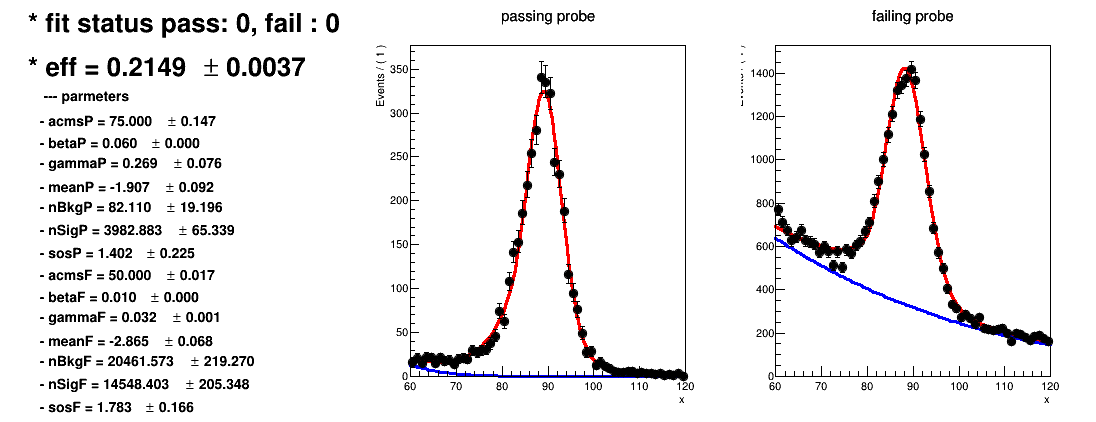 * fit status pass: 0, fail : 0
* eff = 0.2149 ± 0.0037
--- parmeters
- acmsP = 75.000 ± 0.147
- betaP = 0.060 ± 0.000
- gammaP = 0.269 ± 0.076
- meanP = -1.907 ± 0.092
- nBkgP = 82.110 ± 19.196
- nSigP = 3982.883 ± 65.339
- sosP = 1.402 ± 0.225
- acmsF = 50.000 ± 0.017
- betaF = 0.010 ± 0.000
- gammaF = 0.032 ± 0.001
- meanF = -2.865 ± 0.068
- nBkgF = 20461.573 ± 219.270
- nSigF = 14548.403 ± 205.348
- sosF = 1.783 ± 0.166
passing probe
Events / ( 1 )
350
300
250
200
150
100
50
0
60 70 80 90 100 110 120
x
failing probe
1400
1200
1000
800
600
400
200
0
60 70 80 90 100 110 120
x